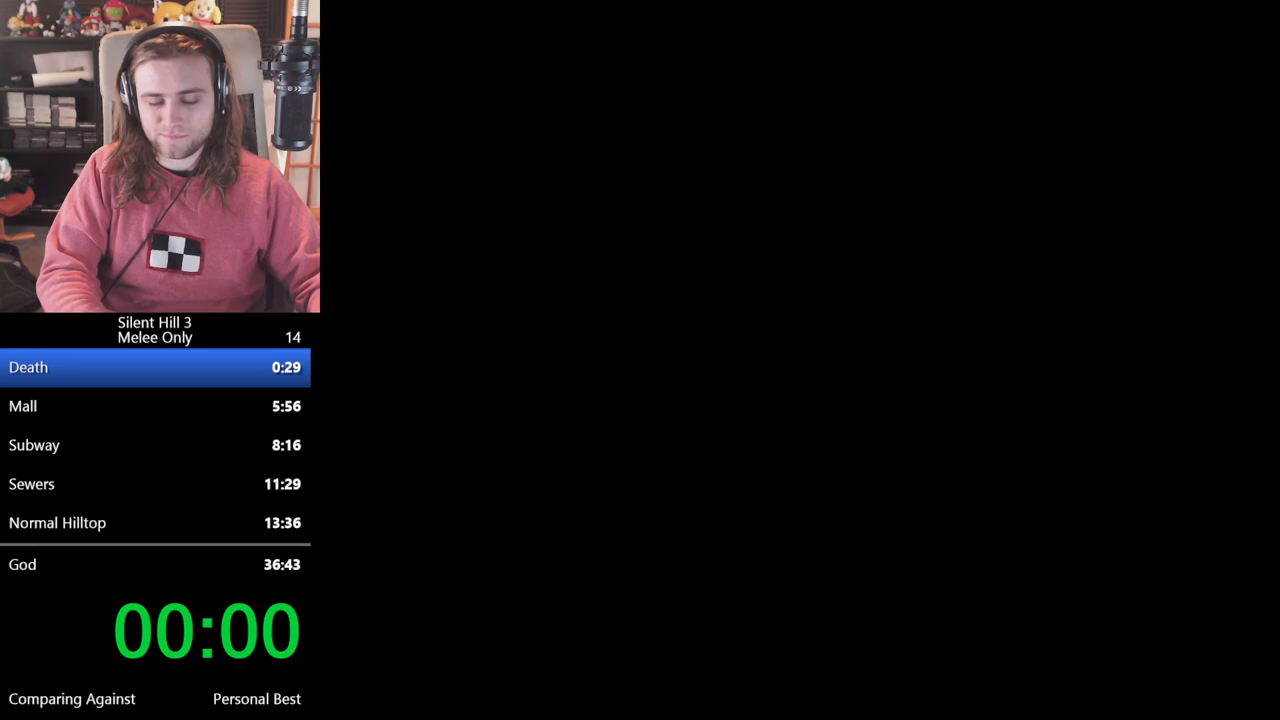 Silent Hill 3
Melee Only 14
Death 0:29
Mall 5:56
Subway 8:16
Sewers 11:29
Normal Hilltop 13:36
God 36:43
00:00
Comparing Against Personal Best